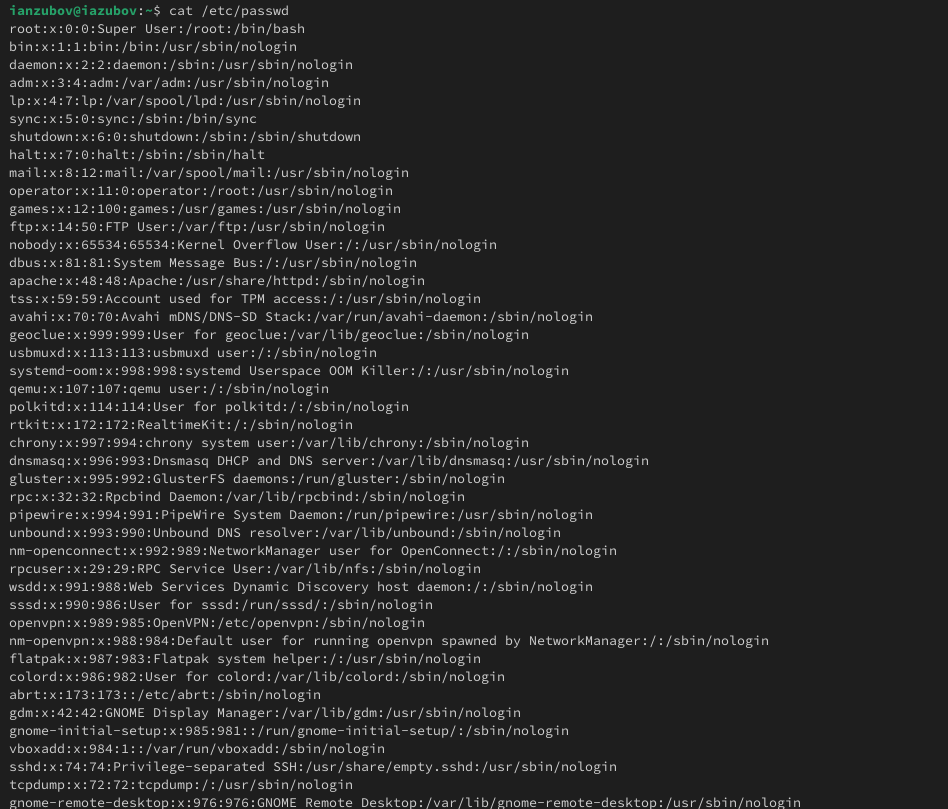 ianzubov@iazubov:~$ cat /etc/passwd
root:x:0:0:Super User:/root:/bin/bash
bin:x:1:1:bin:/bin:/usr/sbin/nologin
daemon:x:2:2:daemon:/sbin:/usr/sbin/nologin
adm:x:3:4:adm:/var/adm:/usr/sbin/nologin
lp:x:4:7:lp:/var/spool/lpd:/usr/sbin/nologin
sync:x:5:0:sync:/sbin:/bin/sync
shutdown:x:6:0:shutdown:/sbin:/sbin/shutdown
halt:x:7:0:halt:/sbin:/sbin/halt
mail:x:8:12:mail:/var/spool/mail:/usr/sbin/nologin
operator:x:11:0:operator:/root:/usr/sbin/nologin
games:x:12:100:games:/usr/games:/usr/sbin/nologin
ftp:x:14:50:FTP User:/var/ftp:/usr/sbin/nologin
nobody:x:65534:65534:Kernel Overflow User:/:/usr/sbin/nologin
dbus:x:81:81:System Message Bus:/:/usr/sbin/nologin
apache:x:48:48:Apache:/usr/share/httpd:/sbin/nologin
tss:x:59:59:Account used for TPM access:/:/usr/sbin/nologin
avahi:x:70:70:Avahi mDNS/DNS-SD Stack:/var/run/avahi-daemon:/sbin/nologin
geoclue:x:999:999:User for geoclue:/var/lib/geoclue:/sbin/nologin
usbmuxd:x:113:113:usbmuxd user:/:/sbin/nologin
systemd-oom:x:998:998:systemd Userspace OOM Killer:/:/usr/sbin/nologin
qemu:x:107:107:qemu user:/:/sbin/nologin
polkitd:x:114:114:User for polkitd:/:/sbin/nologin
rtkit:x:172:172:RealtimeKit:/:/sbin/nologin
chrony:x:997:994:chrony system user:/var/lib/chrony:/sbin/nologin
dnsmasq:x:996:993:Dnsmasq DHCP and DNS server:/var/lib/dnsmasq:/usr/sbin/nologin
gluster:x:995:992:GlusterFS daemons:/run/gluster:/sbin/nologin
rpc:x:32:32:Rpcbind Daemon:/var/lib/rpcbind:/sbin/nologin
pipewire:x:994:991:PipeWire System Daemon:/run/pipewire:/usr/sbin/nologin
unbound:x:993:990:Unbound DNS resolver:/var/lib/unbound:/sbin/nologin
nm-openconnect:x:992:989:NetworkManager user for OpenConnect:/:/sbin/nologin
rpcuser:x:29:29:RPC Service User:/var/lib/nfs:/sbin/nologin
wsdd:x:991:988:Web Services Dynamic Discovery host daemon:/:/sbin/nologin
sssd:x:990:986:User for sssd:/run/sssd/:/sbin/nologin
openvpn:x:989:985:OpenVPN:/etc/openvpn:/sbin/nologin
nm-openvpn:x:988:984:Default user for running openvpn spawned by NetworkManager:/:/sbin/nologin
flatpak:x:987:983:Flatpak system helper:/:/usr/sbin/nologin
colord:x:986:982:User for colord:/var/lib/colord:/sbin/nologin
abrt:x:173:173::/etc/abrt:/sbin/nologin
gdm:x:42:42:GNOME Display Manager:/var/lib/gdm:/usr/sbin/nologin
gnome-initial-setup:x:985:981::/run/gnome-initial-setup/:/sbin/nologin
vboxadd:x:984:1::/var/run/vboxadd:/sbin/nologin
sshd:x:74:74:Privilege-separated SSH:/usr/share/empty.sshd:/usr/sbin/nologin
tcpdump:x:72:72:tcpdump:/:/usr/sbin/nologin
gnome-remote-desktop:x:976:976:GNOME Remote Desktop:/var/lib/gnome-remote-desktop:/usr/sbin/nologin